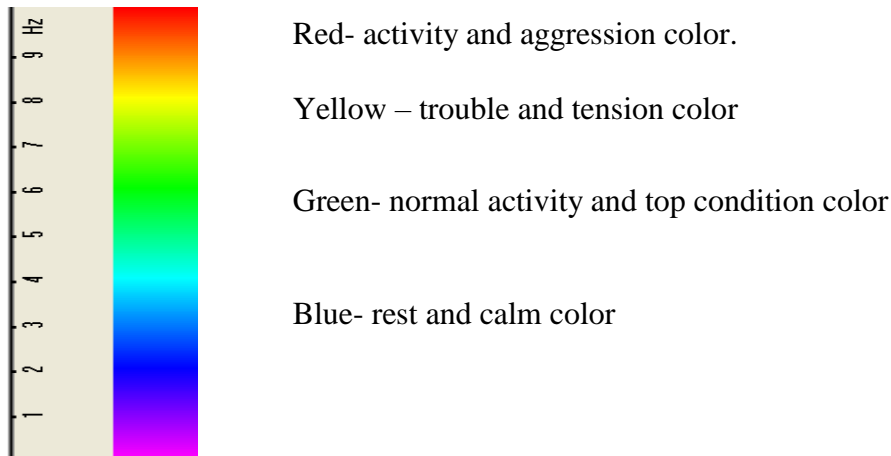 Hz
9
8
7
6
5
4
3
2
1
Red- activity and aggression color.
Yellow – trouble and tension color
Green- normal activity and top condition color
Blue- rest and calm color